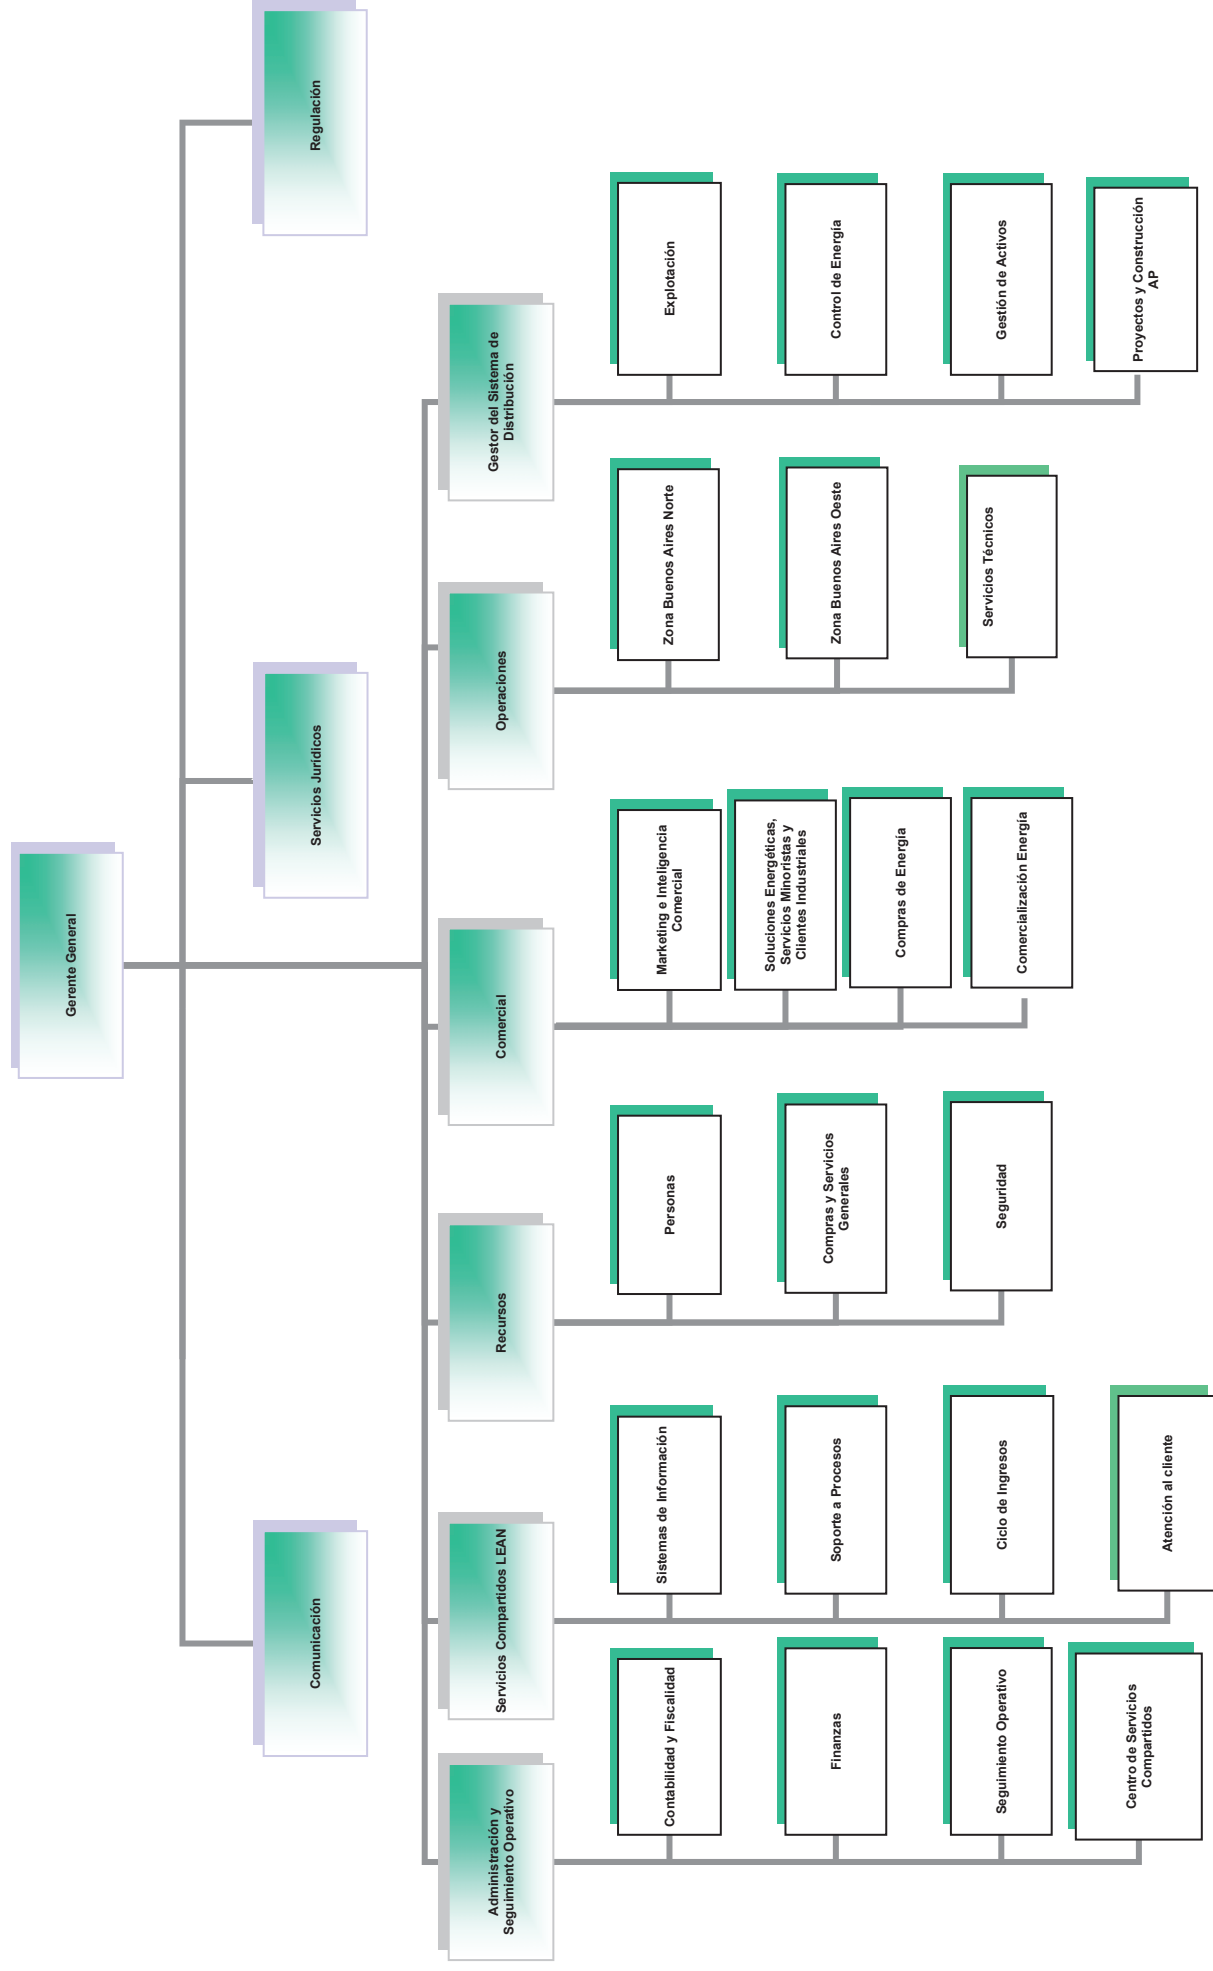 Gerente General
Comunicación
Servicios Jurídicos
Regulación
Administración y
Seguimiento Operativo
Servicios Compartidos LEAN
Recursos
Comercial
Operaciones
Gestor del Sistema de
Distribución
Contabilidad y Fiscalidad
Finanzas
Seguimiento Operativo
Centro de Servicios
Compartidos
Sistemas de Información
Soporte a Procesos
Ciclo de Ingresos
Atención al cliente
Personas
Compras y Servicios
Generales
Seguridad
Marketing e Inteligencia
Comercial
Soluciones Energéticas,
Servicios Minoristas y
Clientes Industriales
Compras de Energía
Comercialización Energía
Zona Buenos Aires Norte
Zona Buenos Aires Oeste
Servicios Técnicos
Explotación
Control de Energía
Gestión de Activos
Proyectos y Construcción
AP